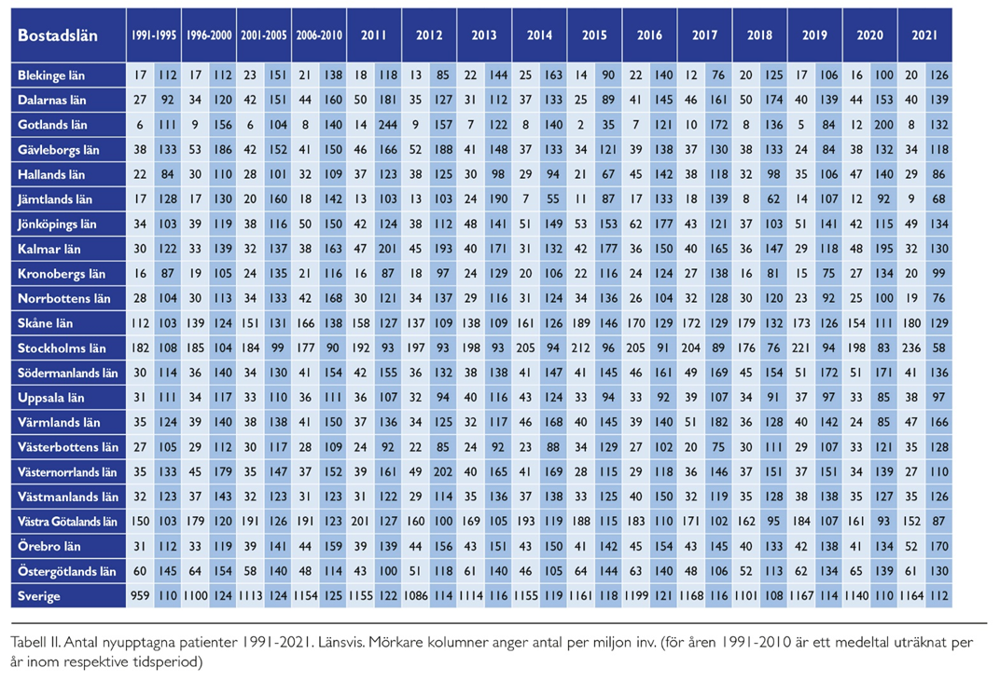 Bostadslän 1991-1995 1996-2000 2001-2005 2006-2010 2011 2012 2013 2014 2015 2016 2017 2018 2019 2020 2021
Blekinge län 17 112 17 112 23 151 21 138 18 118 13 85 22 144 25 163 14 90 22 140 12 76 20 125 17 106 16 100 20 126
Dalarnas län 27 92 34 120 42 151 44 160 50 181 35 127 31 112 37 133 25 89 41 145 46 161 50 174 40 139 44 153 40 139
Gotlands län 6 111 9 156 6 104 8 140 14 244 9 157 7 122 8 140 2 35 7 121 10 172 8 136 5 84 12 200 8 132
Gävleborgs län 38 133 53 186 42 152 41 150 46 166 52 188 41 148 37 133 34 121 39 138 37 130 38 133 24 84 38 132 34 118
Hallands län 22 84 30 110 28 101 32 109 37 123 38 125 30 98 29 94 21 67 45 142 38 118 32 98 35 106 47 140 29 86
Jämtlands län 17 128 17 130 20 160 18 142 13 103 13 103 24 190 7 55 11 87 17 133 18 139 8 62 14 107 12 92 9 68
Jönköpings län 34 103 39 119 38 116 50 150 42 124 38 112 48 141 51 149 53 153 62 177 43 121 37 103 51 141 42 115 49 134
Kalmar län 30 122 33 139 32 137 38 163 47 201 45 193 40 171 31 132 42 177 36 150 40 165 36 147 29 118 48 195 32 130
Kronobergs län 16 87 19 105 24 135 21 116 16 87 18 97 24 129 20 106 22 116 24 124 27 138 16 81 15 75 27 134 20 99
Norrbottens län 28 104 30 113 34 133 42 168 30 121 34 137 29 116 31 124 34 136 26 104 32 128 30 120 23 92 25 100 19 76
Skåne län 112 103 139 124 151 131 166 138 158 127 137 109 138 109 161 126 189 146 170 129 172 129 179 132 173 126 154 111 180 129
Stockholms län 182 108 185 104 184 99 177 90 192 93 197 93 198 93 205 94 212 96 205 91 204 89 176 76 221 94 198 83 236 58
Södermanlands län 30 114 36 140 34 130 41 154 42 155 36 132 38 138 41 147 41 145 46 161 49 169 45 154 51 172 51 171 41 136
Uppsala län 31 111 34 117 33 110 36 111 36 107 32 94 40 116 43 124 33 94 33 92 39 107 34 91 37 97 33 85 38 97
Värmlands län 35 124 39 140 38 138 41 150 37 136 34 125 32 117 46 168 40 145 39 140 51 182 36 128 40 142 24 85 47 166
Västerbottens län 27 105 29 112 30 117 28 109 24 92 22 85 24 92 23 88 34 129 27 102 20 75 30 111 29 107 33 121 35 128
Västernorrlands län 35 133 45 179 35 147 37 152 39 161 49 202 40 165 41 169 28 115 29 118 36 146 37 151 37 151 34 139 27 110
Västmanlands län 32 123 37 143 32 123 31 123 31 122 29 114 35 136 37 138 33 125 40 150 32 119 35 128 38 138 35 127 35 126
Västra Götalands län 150 103 179 120 191 126 191 123 201 127 160 100 169 105 193 119 188 115 183 110 171 102 162 95 184 107 161 93 152 87
Örebro län 31 112 33 119 39 141 44 159 39 139 44 156 43 151 43 150 41 142 45 154 43 145 40 133 42 138 41 134 52 170
Östergötlands län 60 145 64 154 58 140 48 114 43 100 51 118 61 140 46 105 64 144 63 140 48 106 52 113 62 134 65 139 61 130
Sverige 959 110 1100 124 1113 124 1154 125 1155 122 1086 114 1114 116 1155 119 1161 118 1199 121 1168 116 1101 108 1167 114 1140 110 1164 112
Tabell II. Antal nyupptagna patienter 1991-2021. Länsvis. Mörkare kolumner anger antal per miljon inv. (för åren 1991-2010 är ett medeltal uträknat per
år inom respektive tidsperiod)